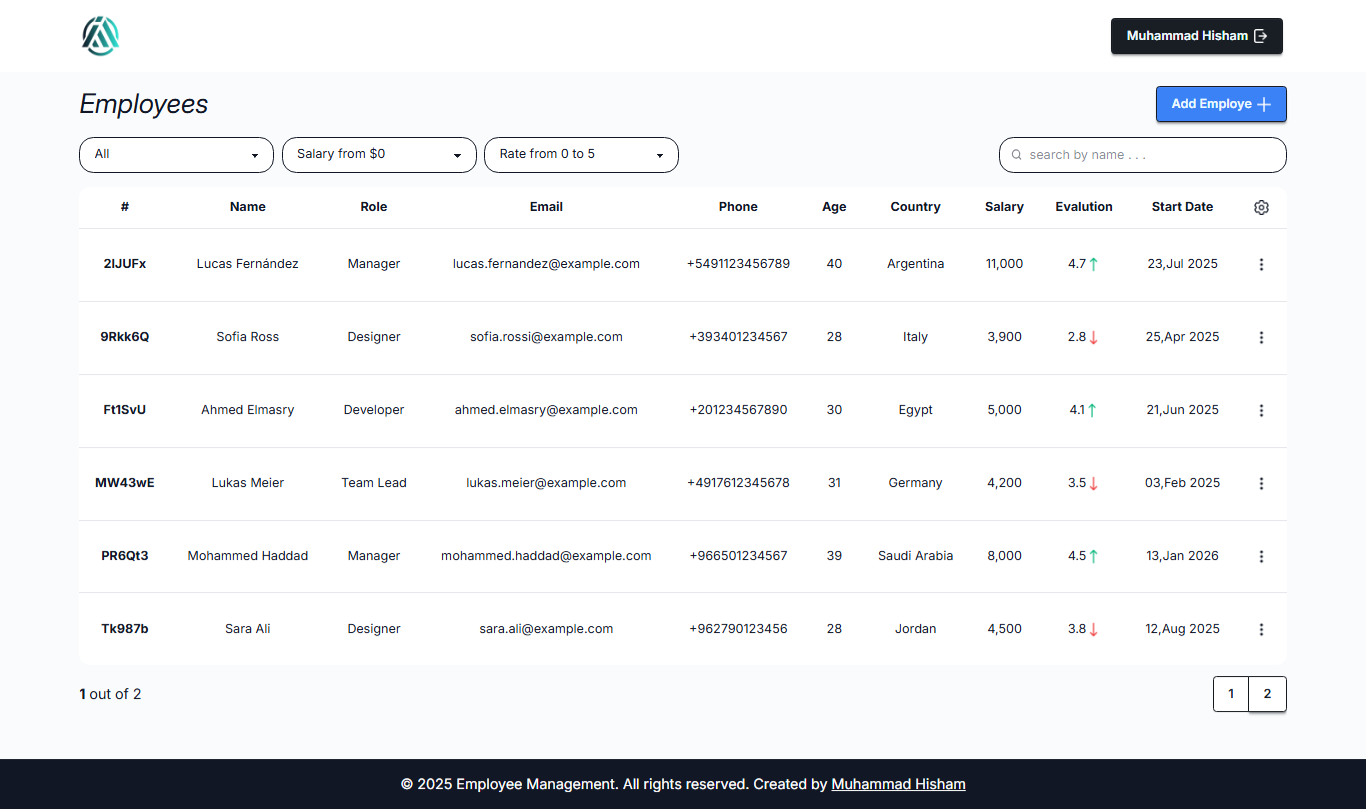 Muhammad Hisham
Employees
Add Employe
All
Salary from $0
Rate from 0 to 5
search by name . . .
# Name Role Email Phone Age Country Salary Evalution Start Date
2IJUFx Lucas Fernández Manager lucas.fernandez@example.com +5491123456789 40 Argentina 11,000 4.7↑ 23,Jul 2025
9Rkk6Q Sofia Ross Designer sofia.rossi@example.com +393401234567 28 Italy 3,900 2.8↓ 25,Apr 2025
Ft1SvU Ahmed Elmasry Developer ahmed.elmasry@example.com +201234567890 30 Egypt 5,000 4.1↑ 21,Jun 2025
MW43wE Lukas Meier Team Lead lukas.meier@example.com +4917612345678 31 Germany 4,200 3.5↓ 03,Feb 2025
PR6Qt3 Mohammed Haddad Manager mohammed.haddad@example.com +966501234567 39 Saudi Arabia 8,000 4.5↑ 13,Jan 2026
Tk987b Sara Ali Designer sara.ali@example.com +962790123456 28 Jordan 4,500 3.8↓ 12,Aug 2025
1 out of 2
1 2
© 2025 Employee Management. All rights reserved. Created by Muhammad Hisham